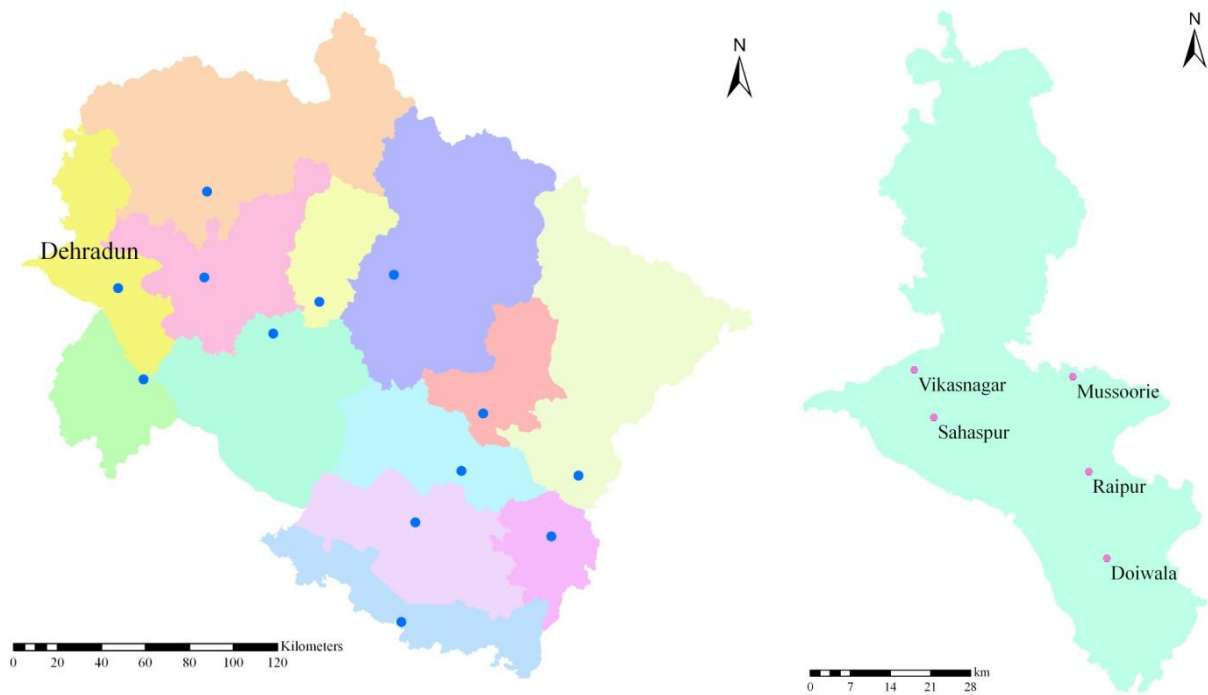 N
Dehradun
Kilometers
0 20 40 60 80 100 120
N
Vikasnagar
Mussoorie
Sahaspur
Raipur
Doiwala
km
0 7 14 21 28